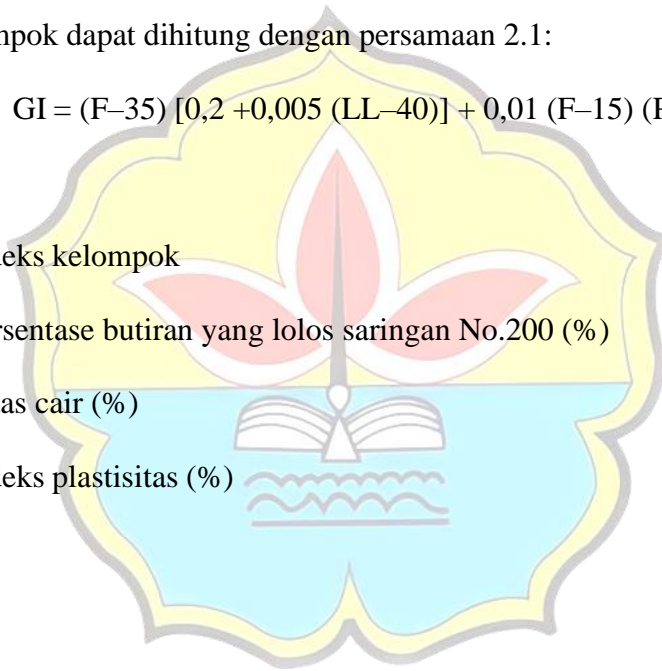 mpok dapat dihitung dengan persamaan 2.1:
GI = (F–35) [0,2 +0,005 (LL–40)] + 0,01 (F–15) (
eks kelompok
rsentase butiran yang lolos saringan No.200 (%)
as cair (%)
eks plastisitas (%)